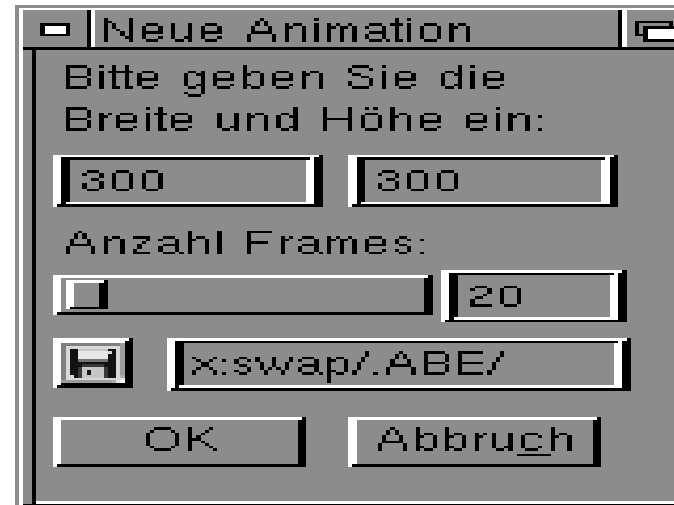 Neue Animation
Bitte geben Sie die
Breite und Höhe ein:
300 300
Anzahl Frames:
20
x:swap/.ABE/
OK Abbruch